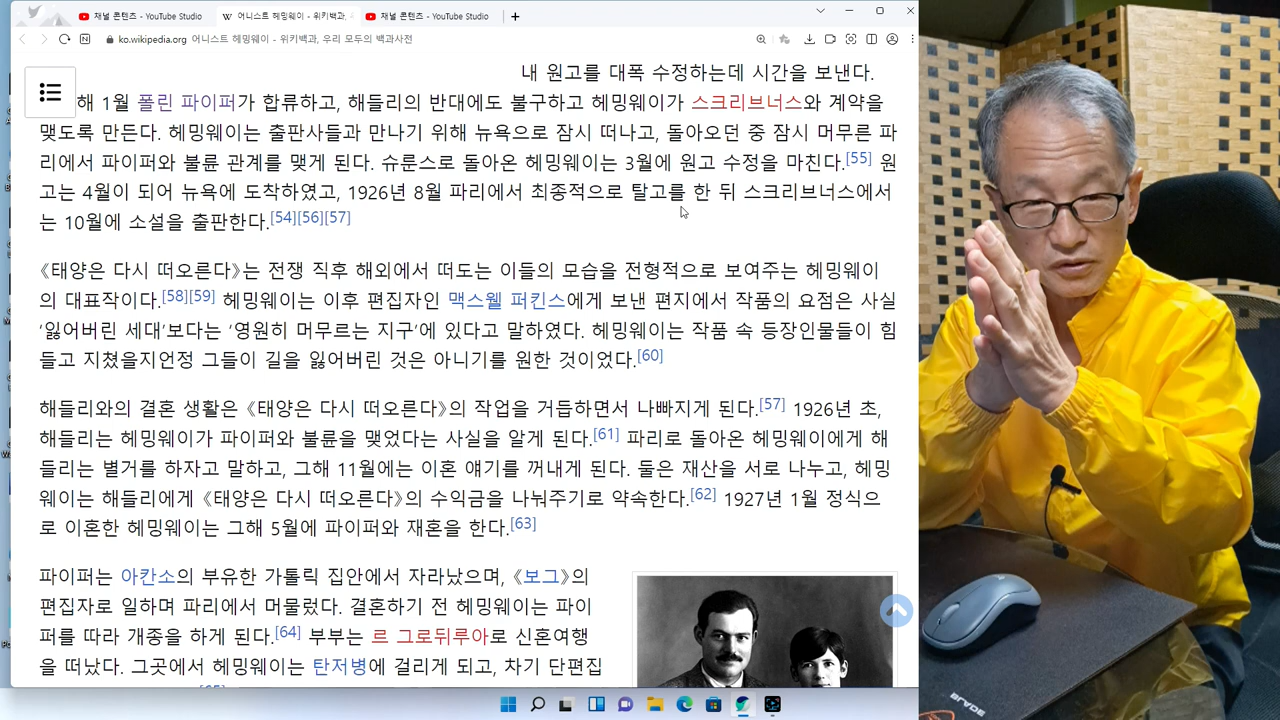 채널 콘텐츠 - YouTube Studio
어니스트 헤밍웨이 - 위키백과,
채널 콘텐츠 - YouTube Studio
ko.wikipedia.org 어니스트 헤밍웨이 - 위키백과, 우리 모두의 백과사전
내 원고를 대폭 수정하는데 시간을 보낸다.
해 1월 폴린 파이퍼가 합류하고, 해들리의 반대에도 불구하고 헤밍웨이가 스크리브너스와 계약을
맺도록 만든다. 헤밍웨이는 출판사들과 만나기 위해 뉴욕으로 잠시 떠나고, 돌아오던 중 잠시 머무른 파
리에서 파이퍼와 불륜 관계를 맺게 된다. 슈룬스로 돌아온 헤밍웨이는 3월에 원고 수정을 마친다.[55] 원
고는 4월이 되어 뉴욕에 도착하였고, 1926년 8월 파리에서 최종적으로 탈고를 한 뒤 스크리브너스에서
는 10월에 소설을 출판한다.[54][56][57]
《태양은 다시 떠오른다》는 전쟁 직후 해외에서 떠도는 이들의 모습을 전형적으로 보여주는 헤밍웨이
의 대표작이다.[58][59] 헤밍웨이는 이후 편집자인 맥스웰 퍼킨스에게 보낸 편지에서 작품의 요점은 사실
‘잃어버린 세대’보다는 ‘영원히 머무르는 지구’에 있다고 말하였다. 헤밍웨이는 작품 속 등장인물들이 힘
들고 지쳤을지언정 그들이 길을 잃어버린 것은 아니기를 원한 것이었다.[60]
해들리와의 결혼 생활은 《태양은 다시 떠오른다》의 작업을 거듭하면서 나빠지게 된다.[57] 1926년 초,
해들리는 헤밍웨이가 파이퍼와 불륜을 맺었다는 사실을 알게 된다.[61] 파리로 돌아온 헤밍웨이에게 해
들리는 별거를 하자고 말하고, 그해 11월에는 이혼 얘기를 꺼내게 된다. 둘은 재산을 서로 나누고, 헤밍
웨이는 해들리에게 《태양은 다시 떠오른다》의 수익금을 나눠주기로 약속한다.[62] 1927년 1월 정식으
로 이혼한 헤밍웨이는 그해 5월에 파이퍼와 재혼을 한다.[63]
파이퍼는 아칸소의 부유한 가톨릭 집안에서 자라났으며, 《보그》의
편집자로 일하며 파리에서 머물렀다. 결혼하기 전 헤밍웨이는 파이
퍼를 따라 개종을 하게 된다.[64] 부부는 르 그로뒤루아로 신혼여행
을 떠났다. 그곳에서 헤밍웨이는 탄저병에 걸리게 되고, 차기 단편집